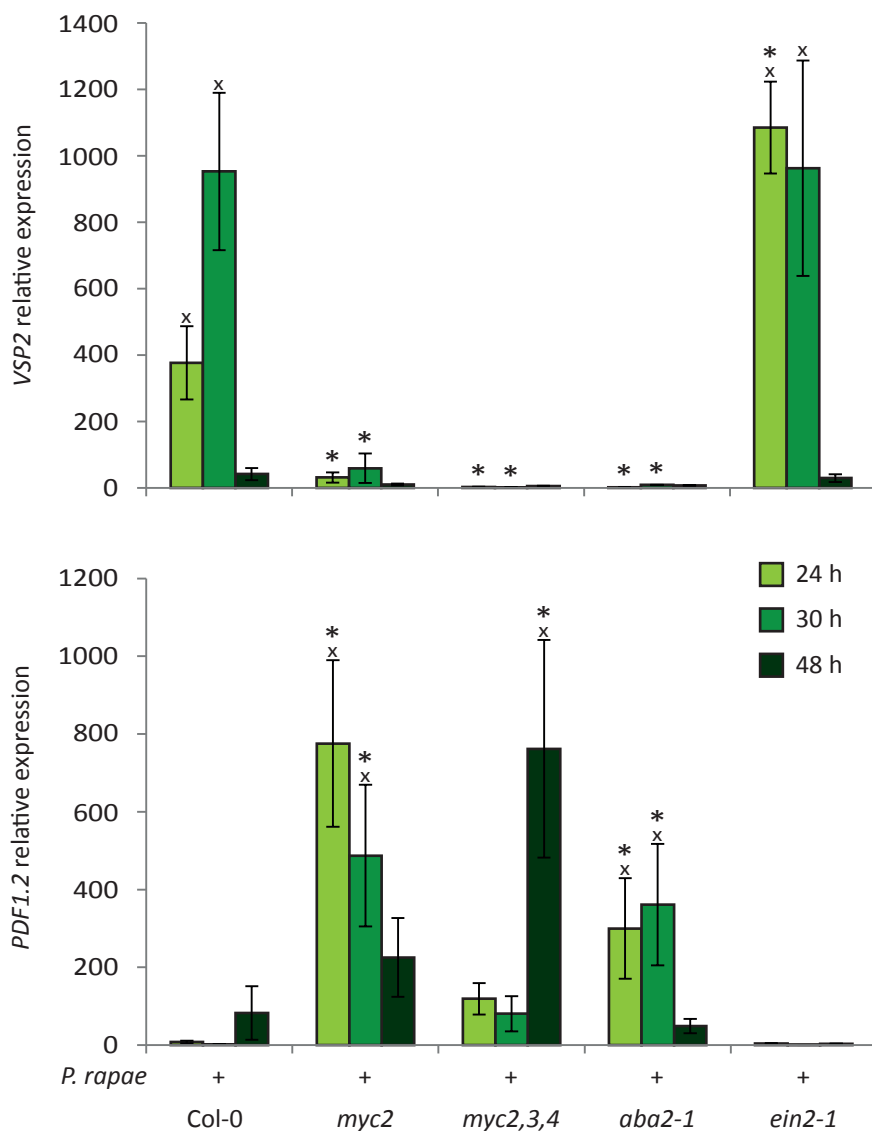 1400
1200
1000
800
600
400
200
0
VSP2 relative expression
x
x
*
*
*
*
*
*
*
x
x
1200
1000
800
600
400
200
0
PDF1.2 relative expression
24 h
30 h
48 h
*
x
*
x
*
x
*
x
*
x
P. rapae + + + + +
Col-0 myc2 myc2,3,4 aba2-1 ein2-1